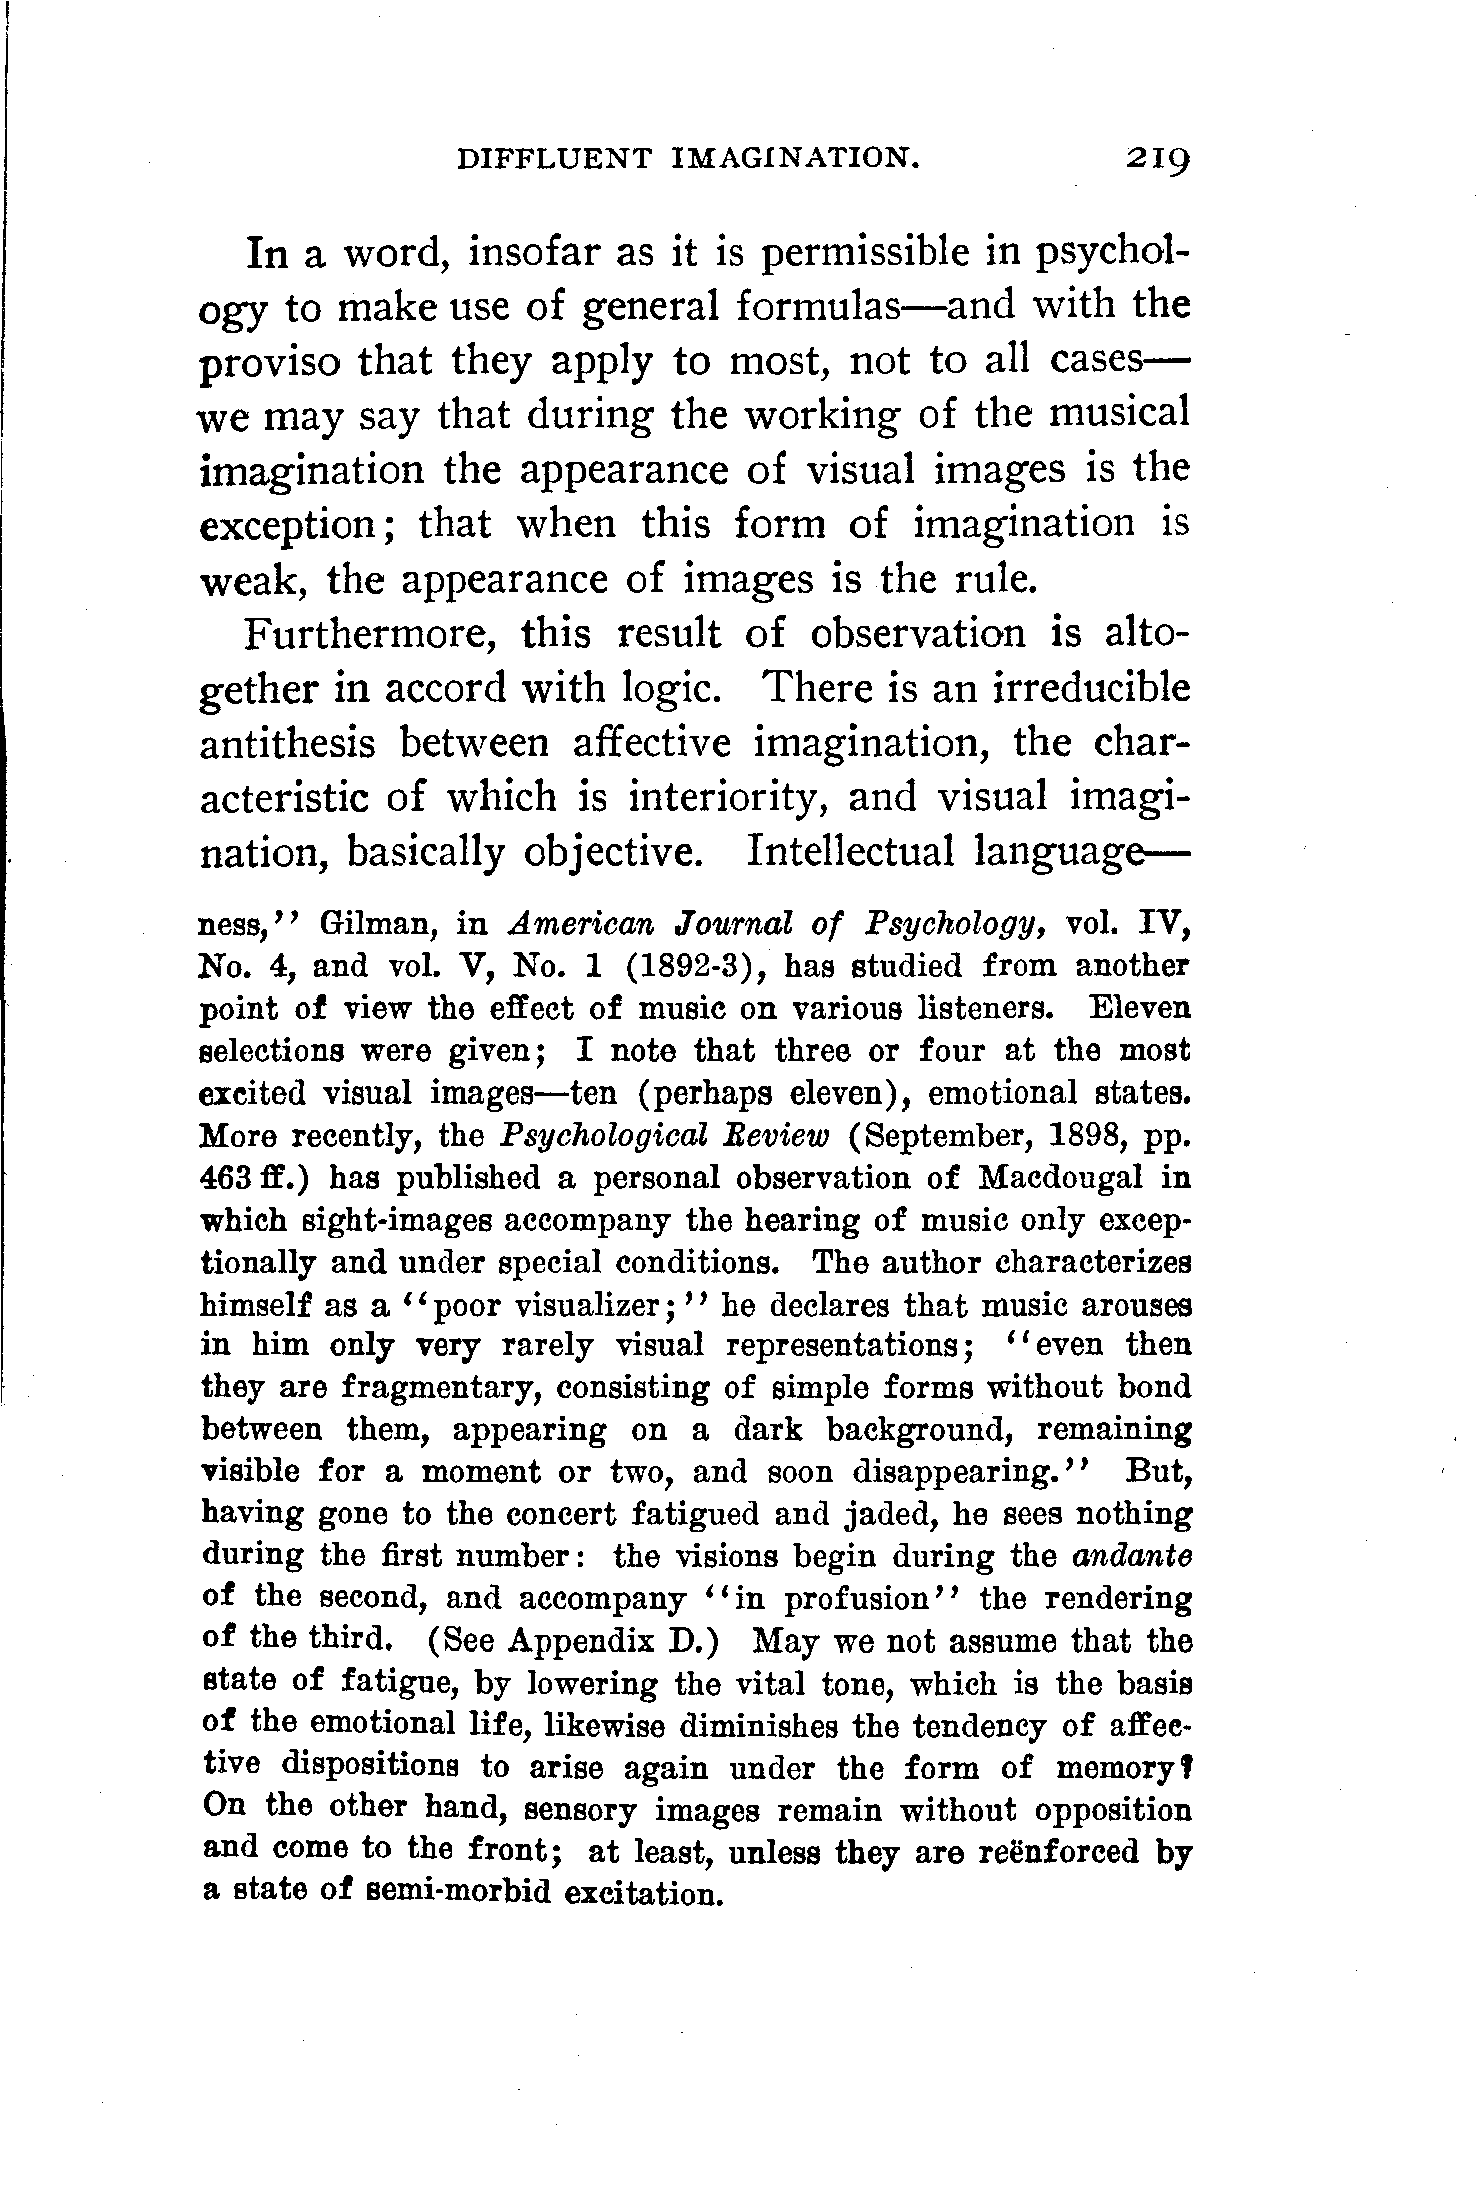 DIFFLUENT IMAGINATION. 219
In a word, insofar as it is permissible in psychol-
ogy to make use of general formulas—and with the
proviso that they apply to most, not to all cases—
we may say that during the working of the musical
imagination the appearance of visual images is the
exception; that when this form of imagination is
weak, the appearance of images is the rule.
Furthermore, this result of observation is alto-
gether in accord with logic. There is an irreducible
antithesis between affective imagination, the char-
acteristic of which is interiority, and visual imagi-
nation, basically objective. Intellectual language—
ness,'' Gilman, in American Journal of Psychology, vol. IV,
No. 4, and vol. V, No. 1 (1892-3), has studied from another
point of view the effect of music on various listeners. Eleven
selections were given; I note that three or four at the most
excited visual images—ten (perhaps eleven), emotional states.
More recently, the Psychological Review (September, 1898, pp.
463 ff.) has published a personal observation of Macdougal in
which sight-images accompany the hearing of music only excep-
tionally and under special conditions. The author characterizes
himself as a ‘‘poor visualizer;'' he declares that music arouses
in him only very rarely visual representations; ‘‘even then
they are fragmentary, consisting of simple forms without bond
between them, appearing on a dark background, remaining
visible for a moment or two, and soon disappearing.'' But,
having gone to the concert fatigued and jaded, he sees nothing
during the first number: the visions begin during the andante
of the second, and accompany ‘‘in profusion'' the rendering
of the third. (See Appendix D.) May we not assume that the
state of fatigue, by lowering the vital tone, which is the basis
of the emotional life, likewise diminishes the tendency of affec-
tive dispositions to arise again under the form of memory?
On the other hand, sensory images remain without opposition
and come to the front; at least, unless they are reënforced by
a state of semi-morbid excitation.